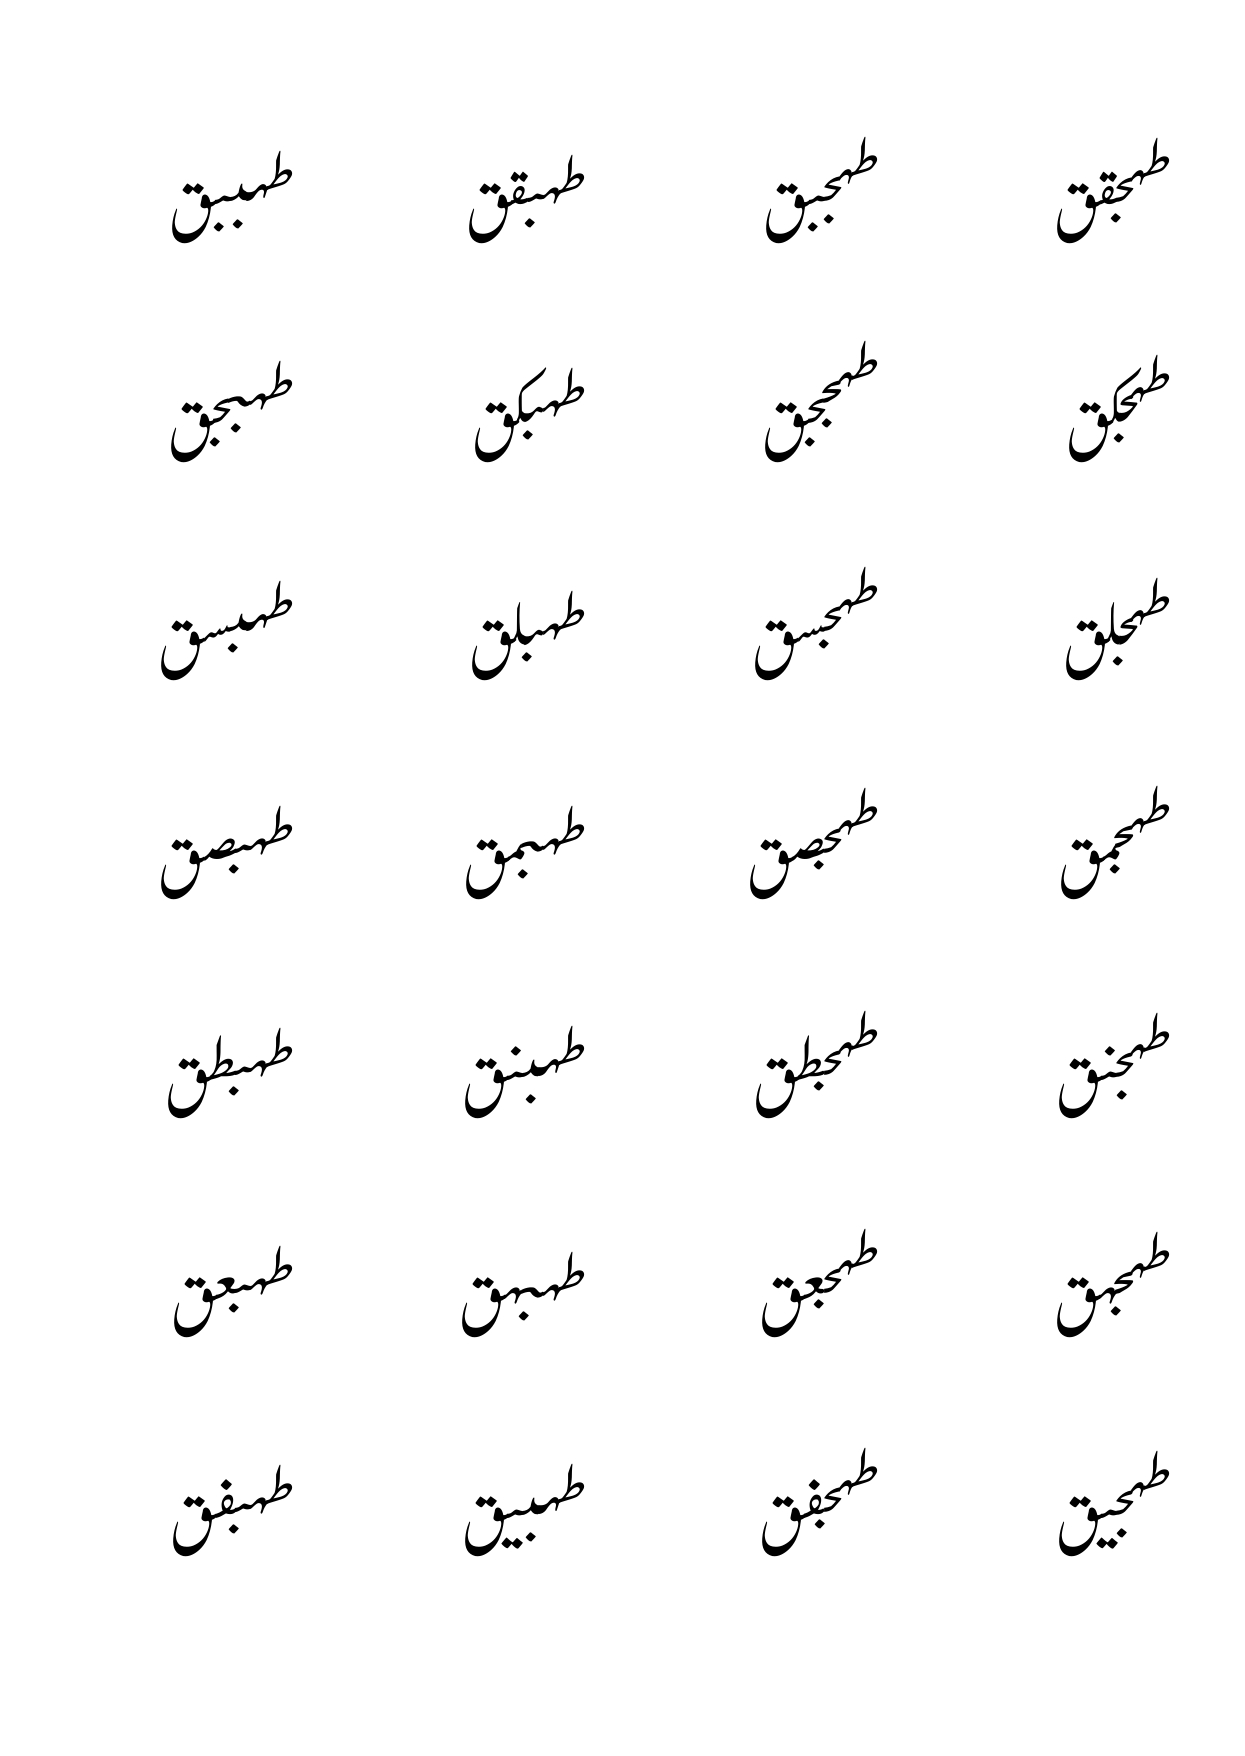 طهجقق طهجبق طهبقق طهببق
طهجكق طهججق طهبكق طهبجق
طهجلق طهجسق طهبلق طهبسق
طهجمق طهجصق طهبمق طهبصق
طهجنق طهجطق طهبنق طهبطق
طهجهق طهجعق طهبهق طهبعق
طهجيق طهجفق طهبيق طهبفق